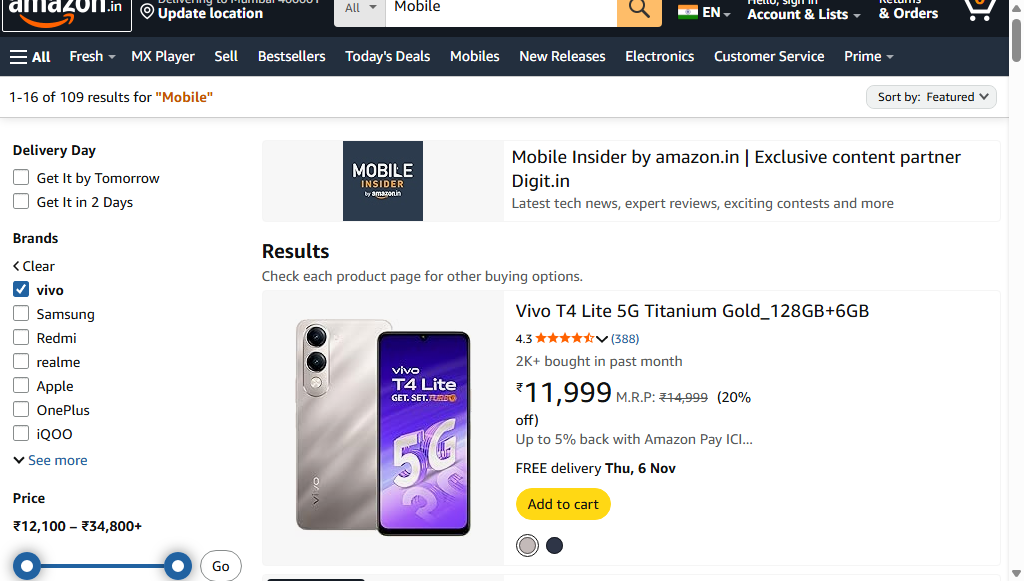 amazon.in
Delivering to Mumbai 400001
Update location
All
Mobile
EN
Hello, sign in
Account & Lists
Returns
& Orders
0
All
Fresh
MX Player
Sell
Bestsellers
Today's Deals
Mobiles
New Releases
Electronics
Customer Service
Prime
1-16 of 109 results for "Mobile"
Sort by: Featured
Delivery Day
Get It by Tomorrow
Get It in 2 Days
Brands
Clear
vivo
Samsung
Redmi
realme
Apple
OnePlus
iQOO
See more
Price
₹12,100 – ₹34,800+
Go
MOBILE
INSIDER
by amazon.in
Mobile Insider by amazon.in | Exclusive content partner
Digit.in
Latest tech news, expert reviews, exciting contests and more
Results
Check each product page for other buying options.
vivo
vivo
T4 Lite
GET. SET. TURBO
5G
5G
Vivo T4 Lite 5G Titanium Gold_128GB+6GB
4.3 (388)
2K+ bought in past month
₹11,999 M.R.P: ₹14,999 (20%
off)
Up to 5% back with Amazon Pay ICI...
FREE delivery Thu, 6 Nov
Add to cart